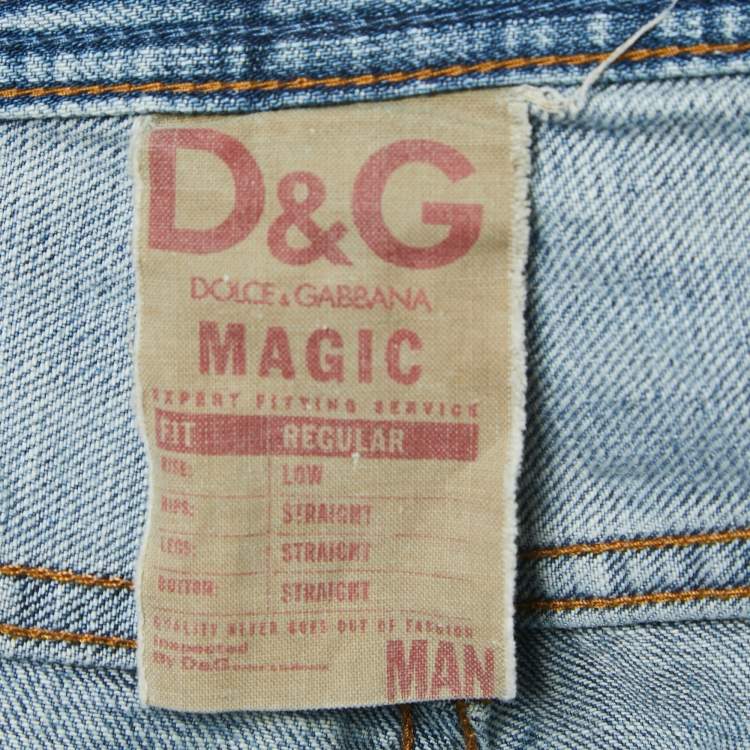 D&G
DOLCE & GABBANA
MAGIC
EXPERT FITTING SERVICE
FIT REGULAR
RISE: LOW
HIPS: STRAIGHT
LEGS: STRAIGHT
BOTTOM: STRAIGHT
QUALITY NEVER GOES OUT OF FASHION
Inspected
By D&G
MAN